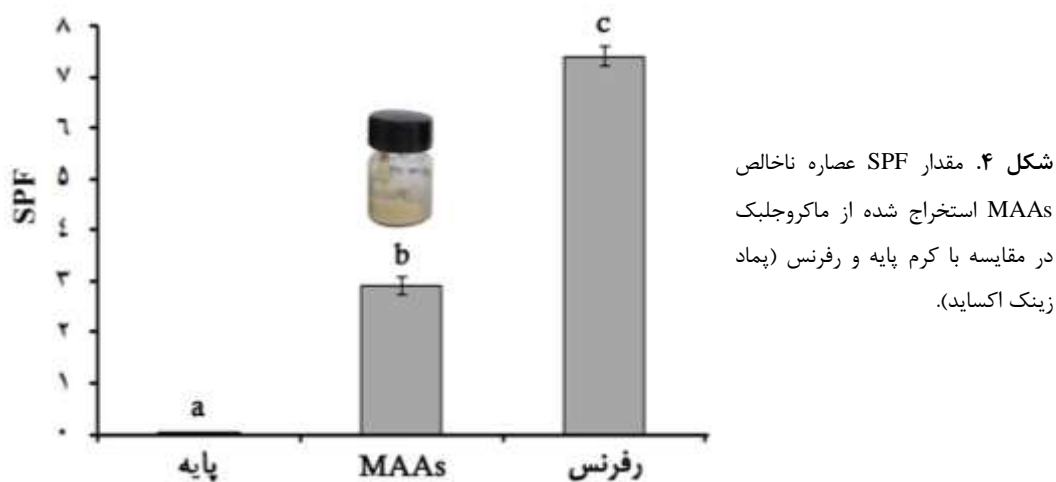 ۸
۷
۶
۵
۴
۳
۲
۱
۰
SPF
a
b
c
پایه
MAAs
رفرنس
شکل ۴. مقدار SPF عصاره ناخالص
MAAs استخراج شده از ماکروجلبک
در مقایسه با کرم پایه و رفرنس (پماد
زینک اکساید).